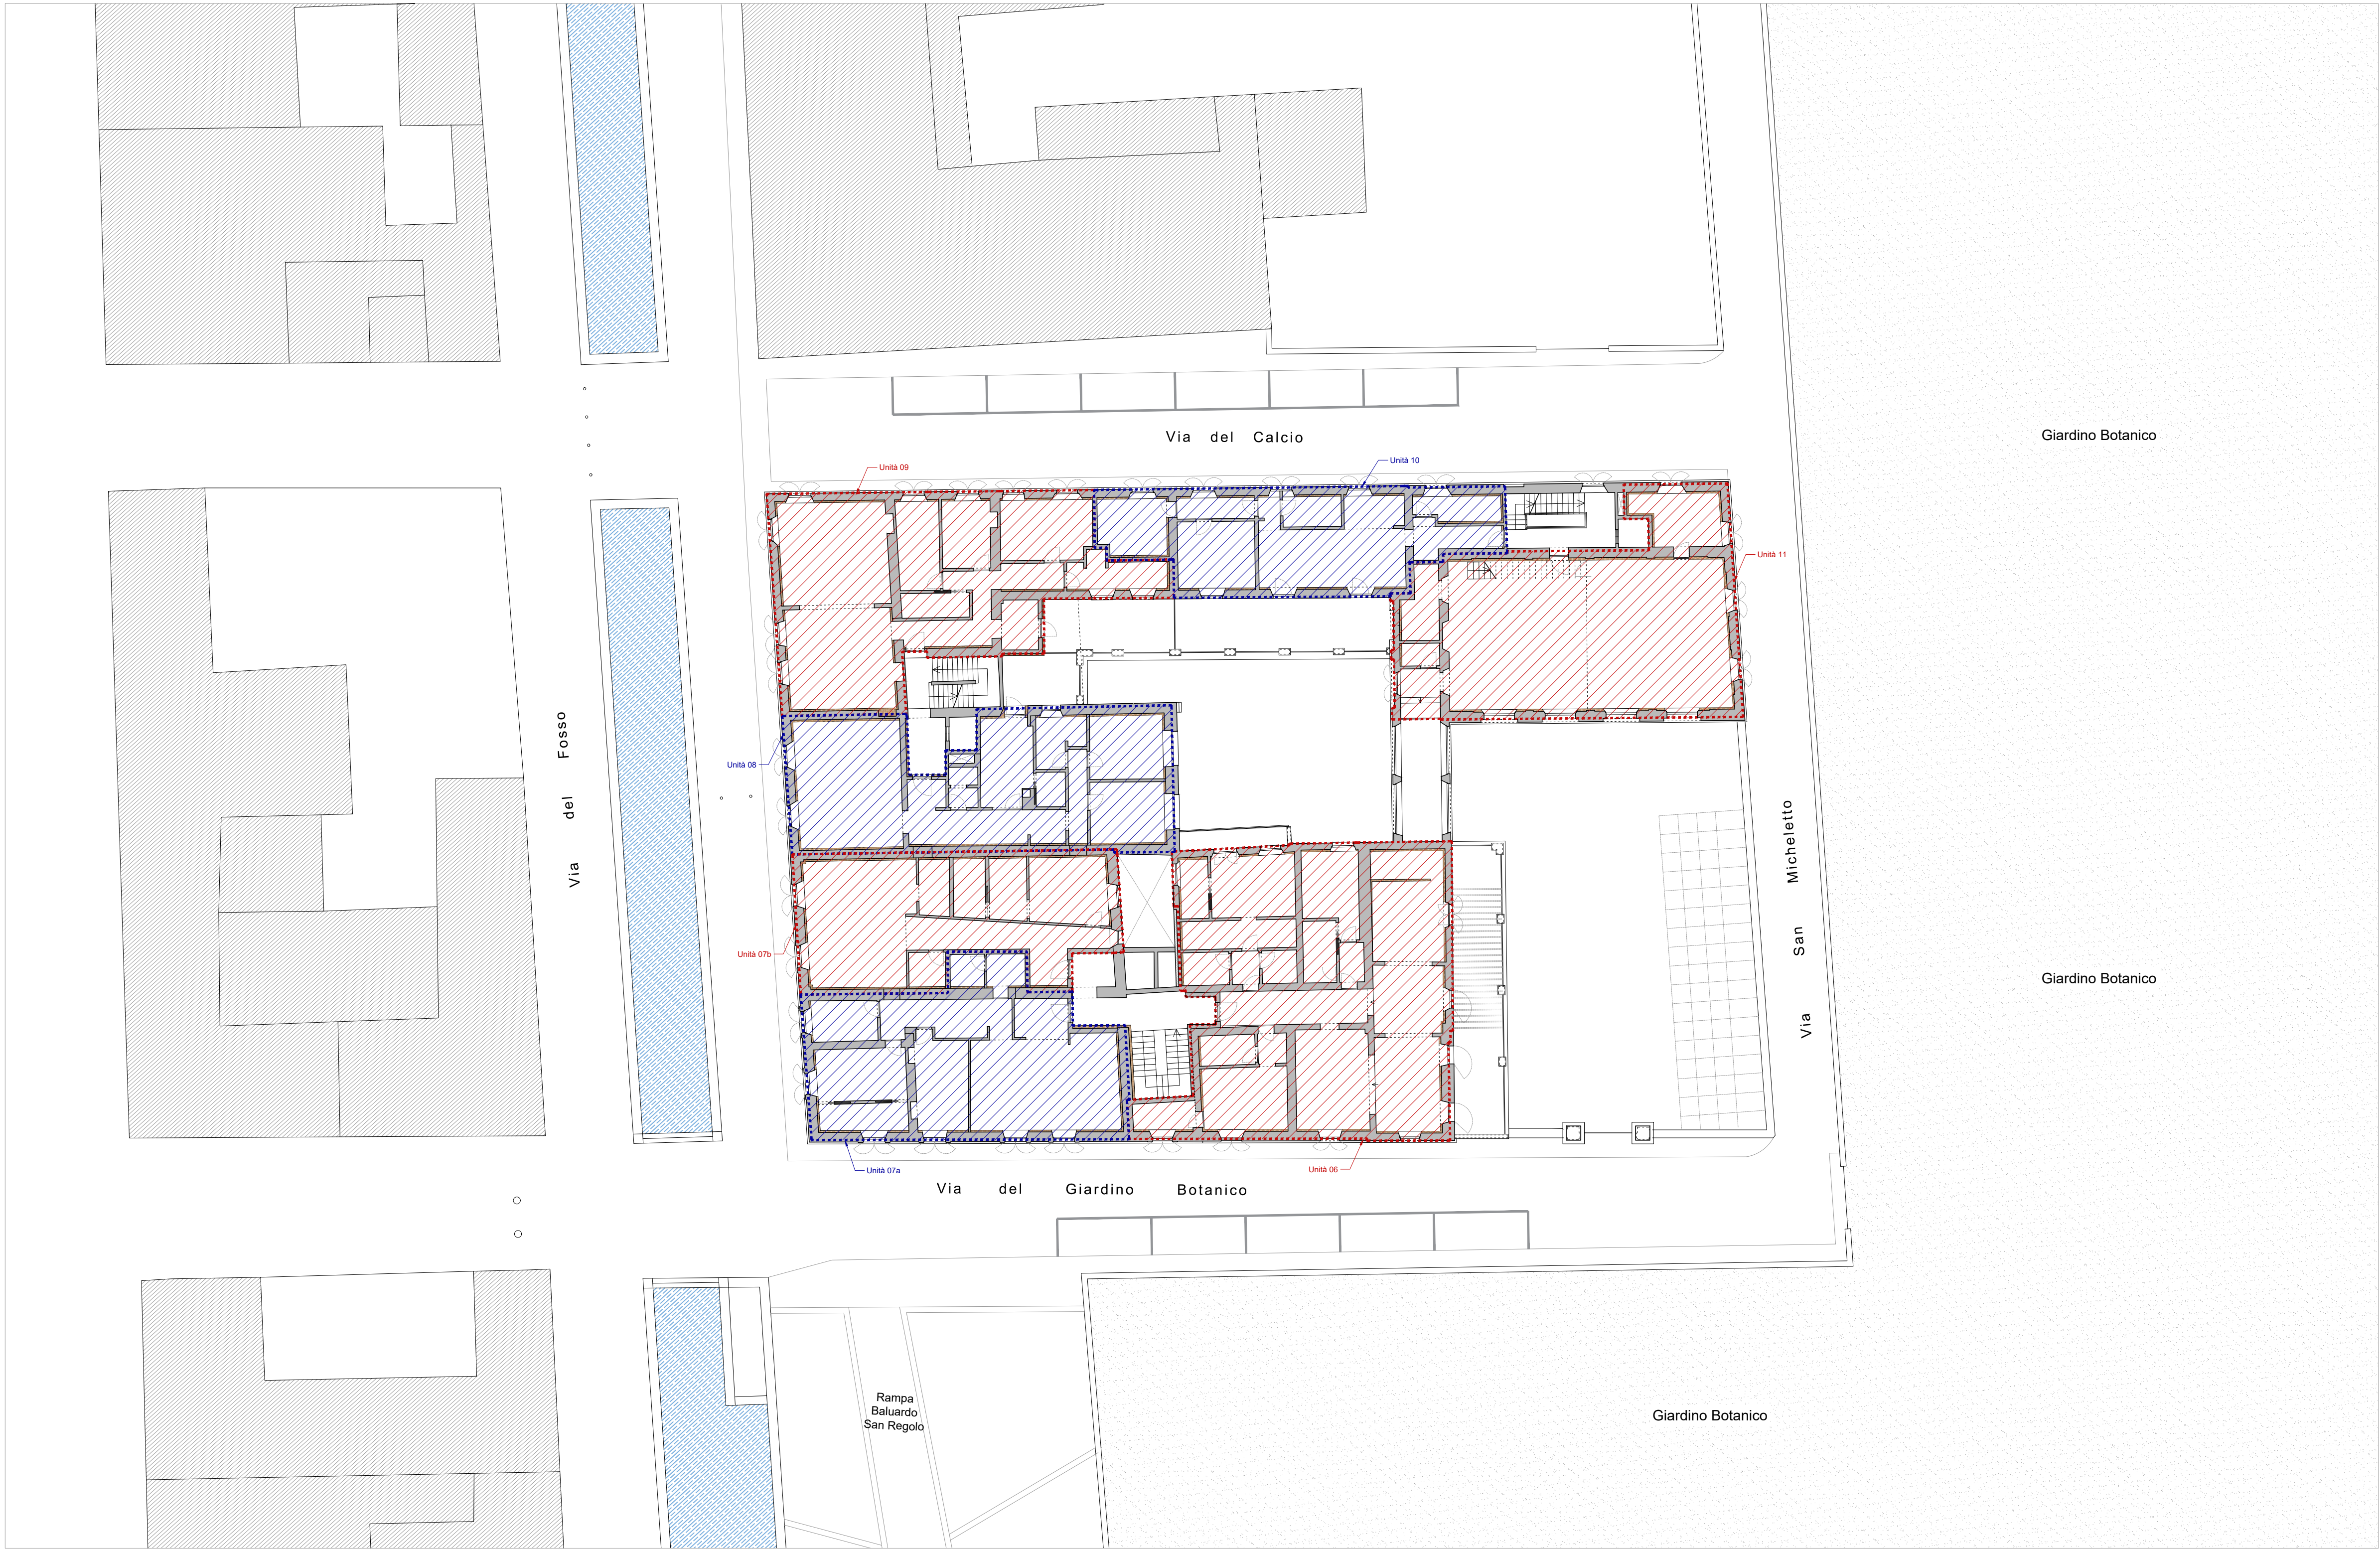 Via del Calcio
Giardino Botanico
Unità 09
Unità 10
Unità 11
Via del Fosso
Unità 08
Via San Micheletto
Unità 07b
Giardino Botanico
Unità 07a
Unità 06
Via del Giardino Botanico
Rampa
Baluardo
San Regolo
Giardino Botanico